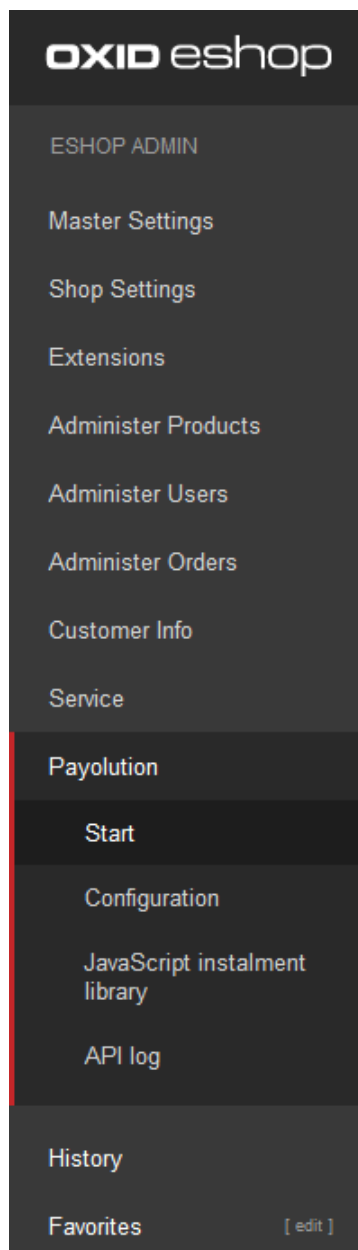 OXID eshop
ESHOP ADMIN
Master Settings
Shop Settings
Extensions
Administer Products
Administer Users
Administer Orders
Customer Info
Service
Payolution
Start
Configuration
JavaScript instalment
library
API log
History
Favorites [ edit ]